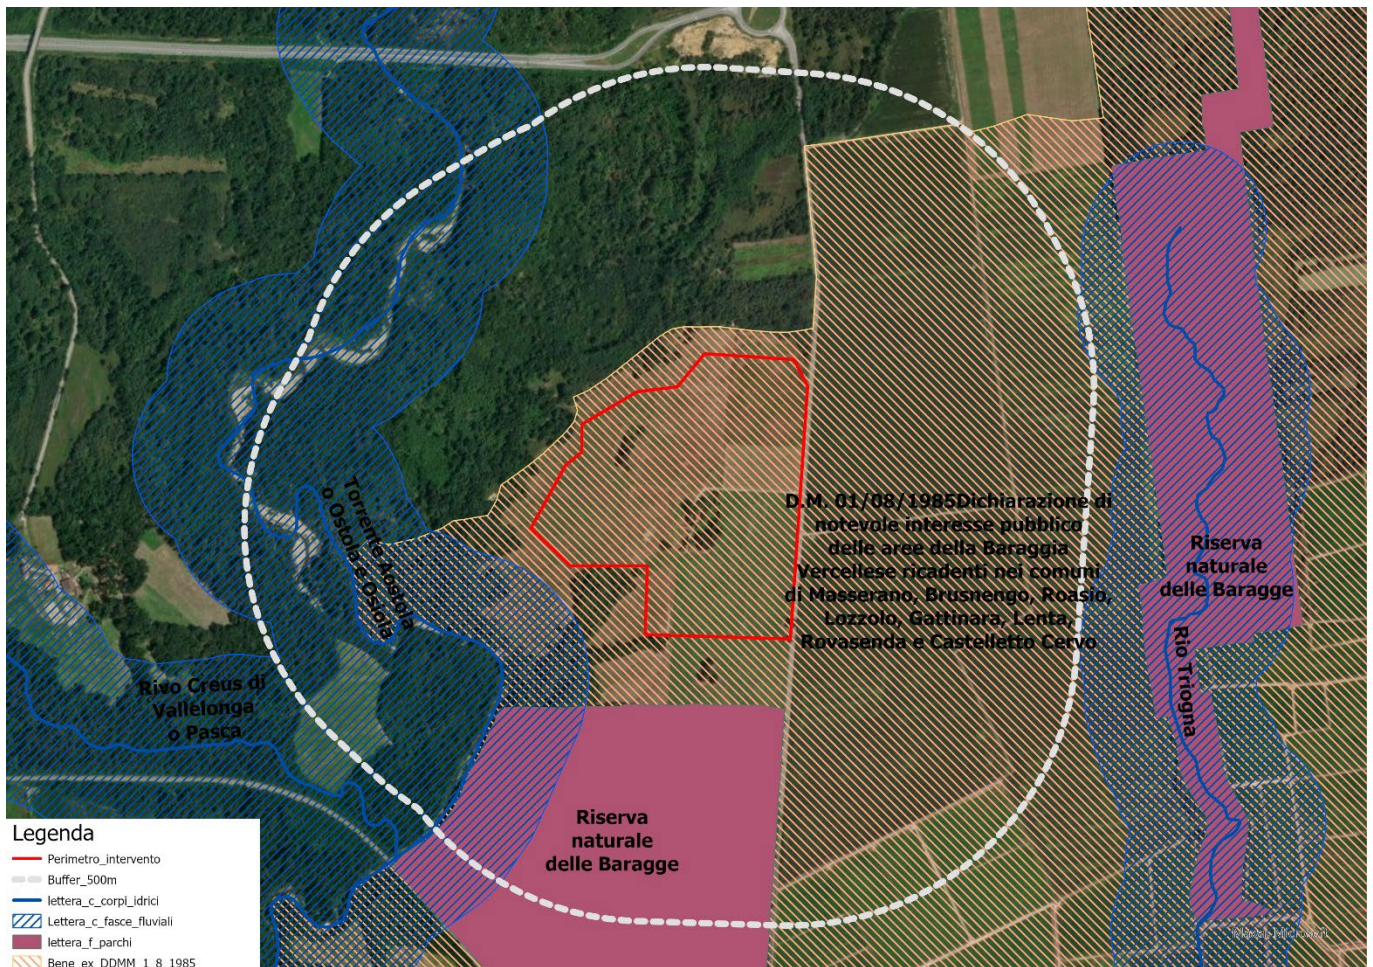 Torrente Aostola
o Ostola e Osiola
D.M. 01/08/1985Dichiarazione di
notevole interesse pubblico
delle aree della Baraggia
Vercellese ricadenti nei comuni
di Masserano, Brusnengo, Roasio,
Lozzolo, Gattinara, Lenta,
Rovasenda e Castelletto Cervo
Riserva
naturale
delle Baragge
Rio Triogna
Rivo Creus di
Vallelonga
o Pasca
Riserva
naturale
delle Baragge
Legenda
Perimetro_intervento
Buffer_500m
lettera_c_corpi_idrici
Lettera_c_fasce_fluviali
lettera_f_parchi
Bene_ex_DDMM_1_8_1985